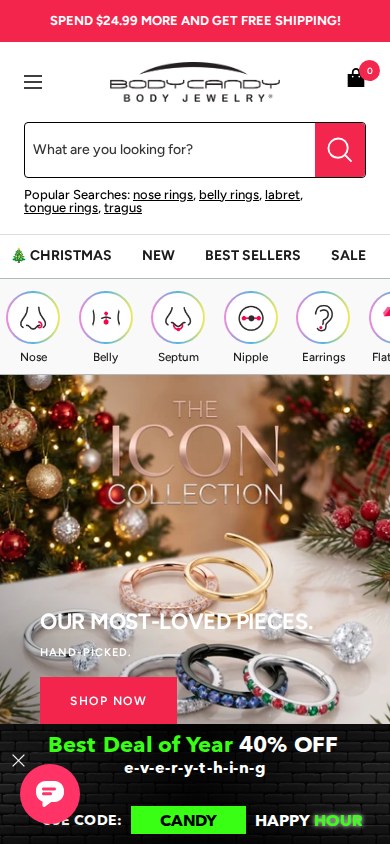 SPEND $24.99 MORE AND GET FREE SHIPPING!
BODYCANDY
BODY JEWELRY®
0
What are you looking for?
Popular Searches: nose rings, belly rings, labret,
tongue rings, tragus
🎄 CHRISTMAS NEW BEST SELLERS SALE
Nose Belly Septum Nipple Earrings Flat
THE
ICON
COLLECTION
OUR MOST-LOVED PIECES.
HAND-PICKED.
SHOP NOW
Best Deal of Year 40% OFF
e-v-e-r-y-t-h-i-n-g
CODE: CANDY HAPPY HOUR